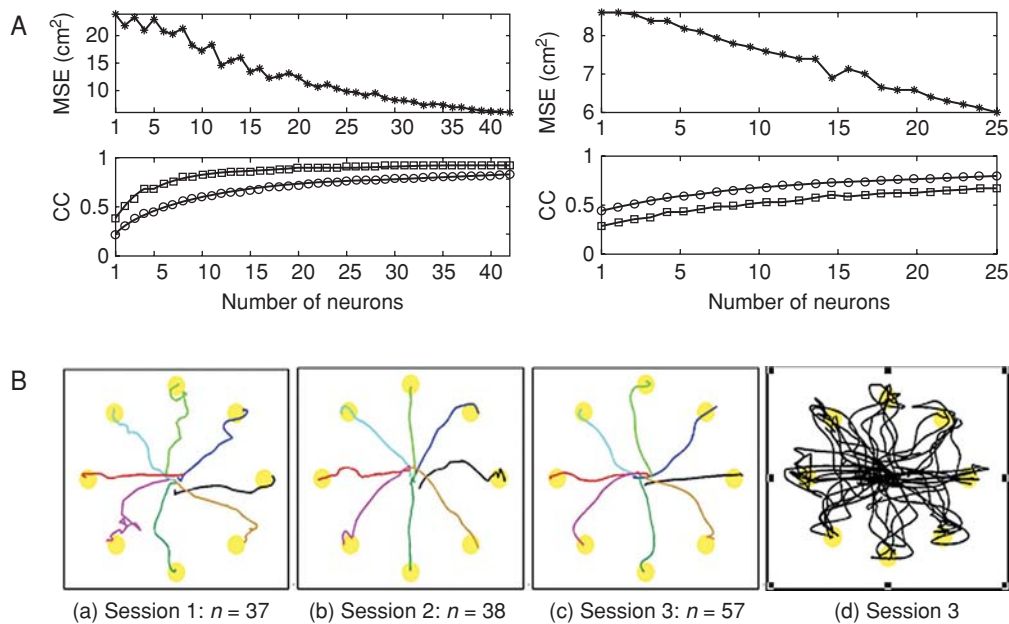 A
MSE (cm²)
20
10
1 5 10 15 20 25 30 35 40
CC
1
0.5
0
1 5 10 15 20 25 30 35 40
Number of neurons
MSE (cm²)
8
7
6
1 5 10 15 20 25
CC
1
0.5
0
1 5 10 15 20 25
Number of neurons
B
(a) Session 1: n = 37
(b) Session 2: n = 38
(c) Session 3: n = 57
(d) Session 3